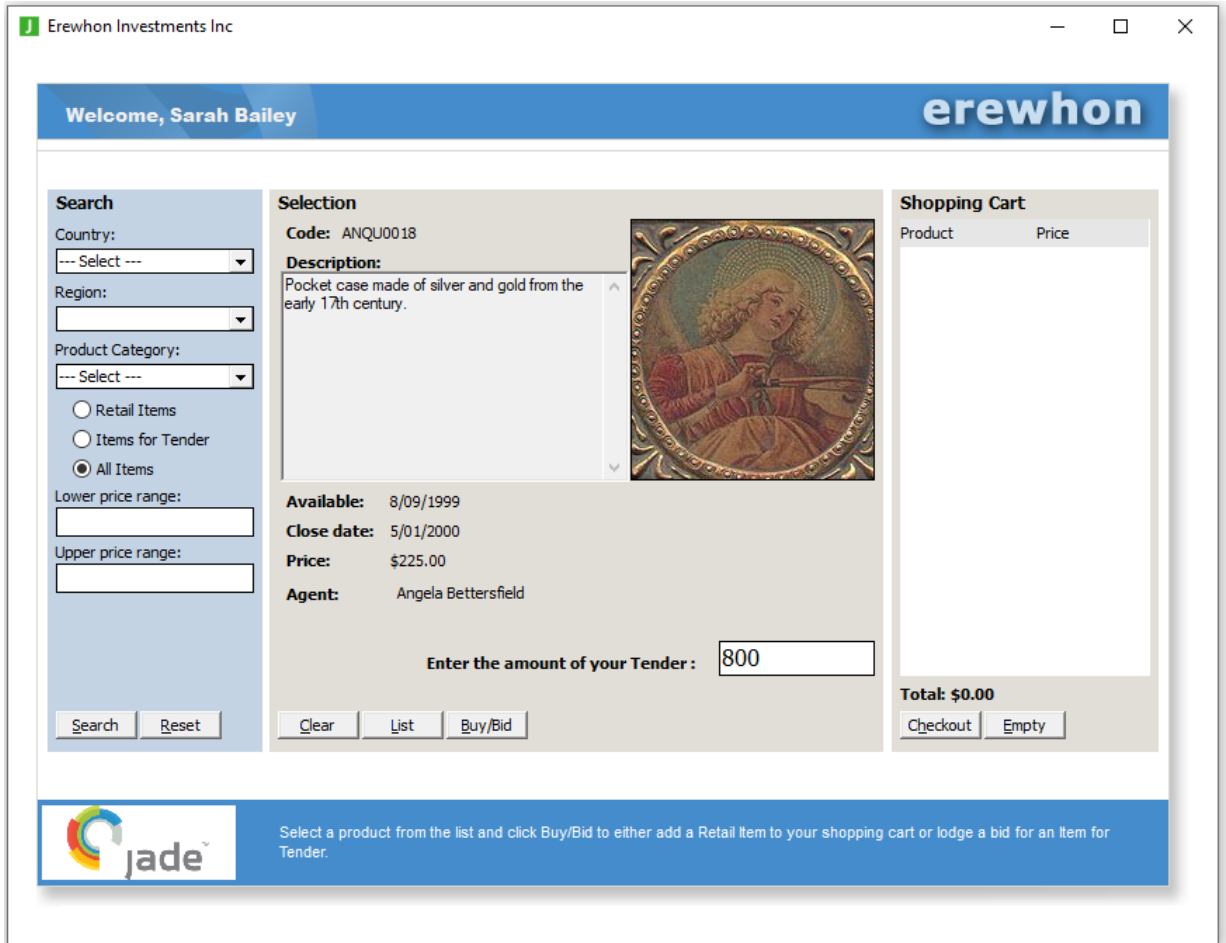 Erewhon Investments Inc
Welcome, Sarah Bailey
erewhon
Search
Country:
--- Select ---
Region:
Product Category:
--- Select ---
Retail Items
Items for Tender
All Items
Lower price range:
Upper price range:
Search Reset
Selection
Code: ANQU0018
Description:
Pocket case made of silver and gold from the
early 17th century.
Available: 8/09/1999
Close date: 5/01/2000
Price: $225.00
Agent: Angela Bettersfield
Enter the amount of your Tender : 800
Clear List Buy/Bid
Shopping Cart
Product Price
Total: $0.00
Checkout Empty
jade™
Select a product from the list and click Buy/Bid to either add a Retail Item to your shopping cart or lodge a bid for an Item for
Tender.